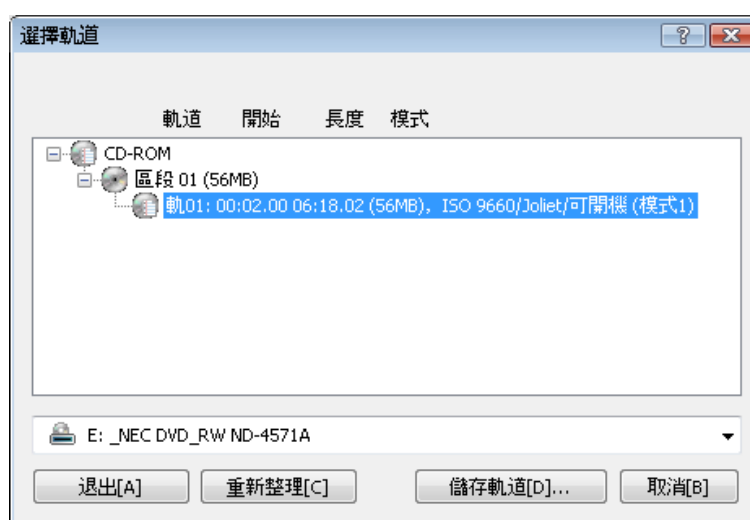 選擇軌道
軌道 開始 長度 模式
CD-ROM
區段 01 (56MB)
軌01: 00:02.00 06:18.02 (56MB), ISO 9660/Joliet/可開機 (模式1)
E: _NEC DVD_RW ND-4571A
退出[A] 重新整理[C] 儲存軌道[D]... 取消[B]